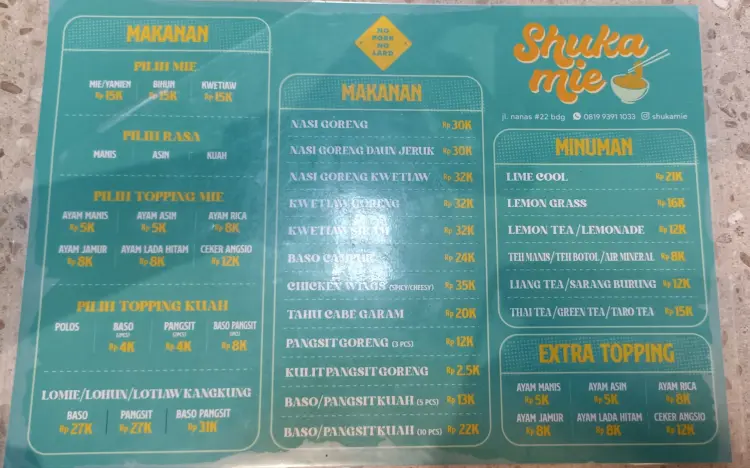 MAKANAN
PILIH MIE
MIE/YAMIEN BIHUN KWETIAW
Rp 15K Rp 15K Rp 15K
PILIH RASA
MANIS ASIN KUAH
PILIH TOPPING MIE
AYAM MANIS AYAM ASIN AYAM RICA
Rp 5K Rp 5K Rp 8K
AYAM JAMUR AYAM LADA HITAM CEKER ANGSIO
Rp 8K Rp 8K Rp 12K
PILIH TOPPING KUAH
POLOS BASO PANGSIT BASO PANGSIT
(2PCS) (2PCS)
Rp 4K Rp 4K Rp 8K
LOMIE/LOHUN/LOTIAW KANGKUNG
BASO PANGSIT BASO PANGSIT
Rp 27K Rp 27K Rp 31K
NO
PORK
NO
LARD
MAKANAN
NASI GORENG Rp 30K
NASI GORENG DAUN JERUK Rp 30K
NASI GORENG KWETIAW Rp 32K
KWETIAW GORENG Rp 32K
KWETIAW SIRAM Rp 32K
BASO CAMPUR Rp 24K
CHICKEN WINGS (SPICY/CHEESY) Rp 35K
TAHU CABE GARAM Rp 20K
PANGSIT GORENG (3 PCS) Rp 12K
KULIT PANGSIT GORENG Rp 2.5K
BASO/PANGSIT KUAH (5 PCS) Rp 13K
BASO/PANGSIT KUAH (10 PCS) Rp 22K
Shuka
mie
jl. nanas #22 bdg 0819 9391 1033 shukamie
MINUMAN
LIME COOL Rp 21K
LEMON GRASS Rp 16K
LEMON TEA/LEMONADE Rp 12K
TEH MANIS/TEH BOTOL/AIR MINERAL Rp 8K
LIANG TEA/SARANG BURUNG Rp 12K
THAI TEA/GREEN TEA/TARO TEA Rp 15K
EXTRA TOPPING
AYAM MANIS AYAM ASIN AYAM RICA
Rp 5K Rp 5K Rp 8K
AYAM JAMUR AYAM LADA HITAM CEKER ANGSIO
Rp 8K Rp 8K Rp 12K